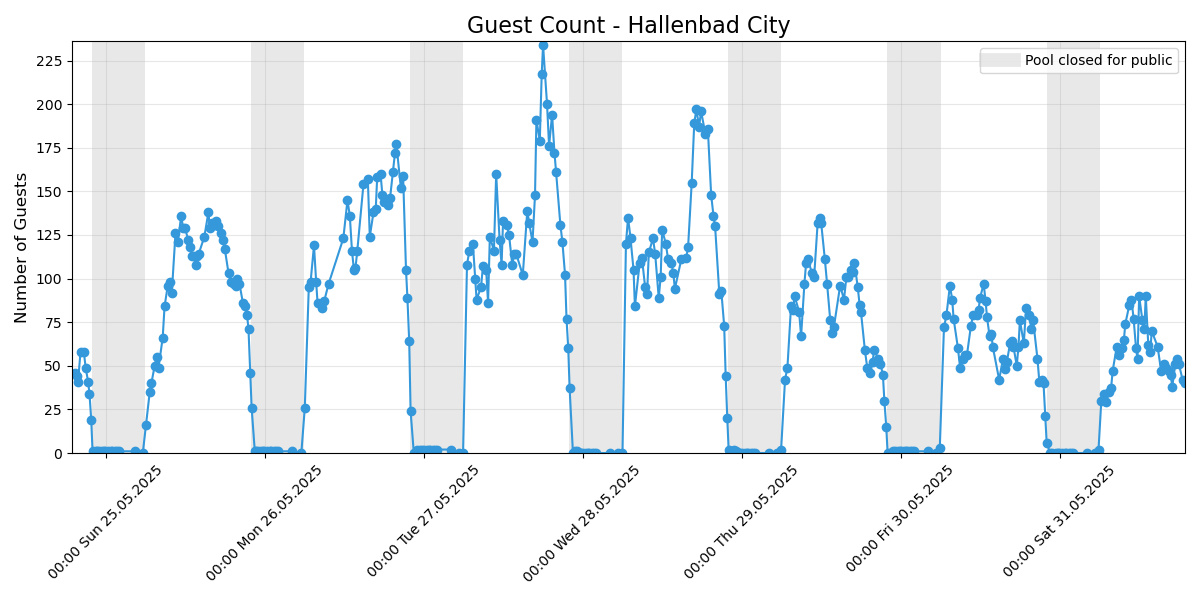 Guest Count - Hallenbad City
Pool closed for public
Number of Guests
225
200
175
150
125
100
75
50
25
0
00:00 Sun 25.05.2025
00:00 Mon 26.05.2025
00:00 Tue 27.05.2025
00:00 Wed 28.05.2025
00:00 Thu 29.05.2025
00:00 Fri 30.05.2025
00:00 Sat 31.05.2025